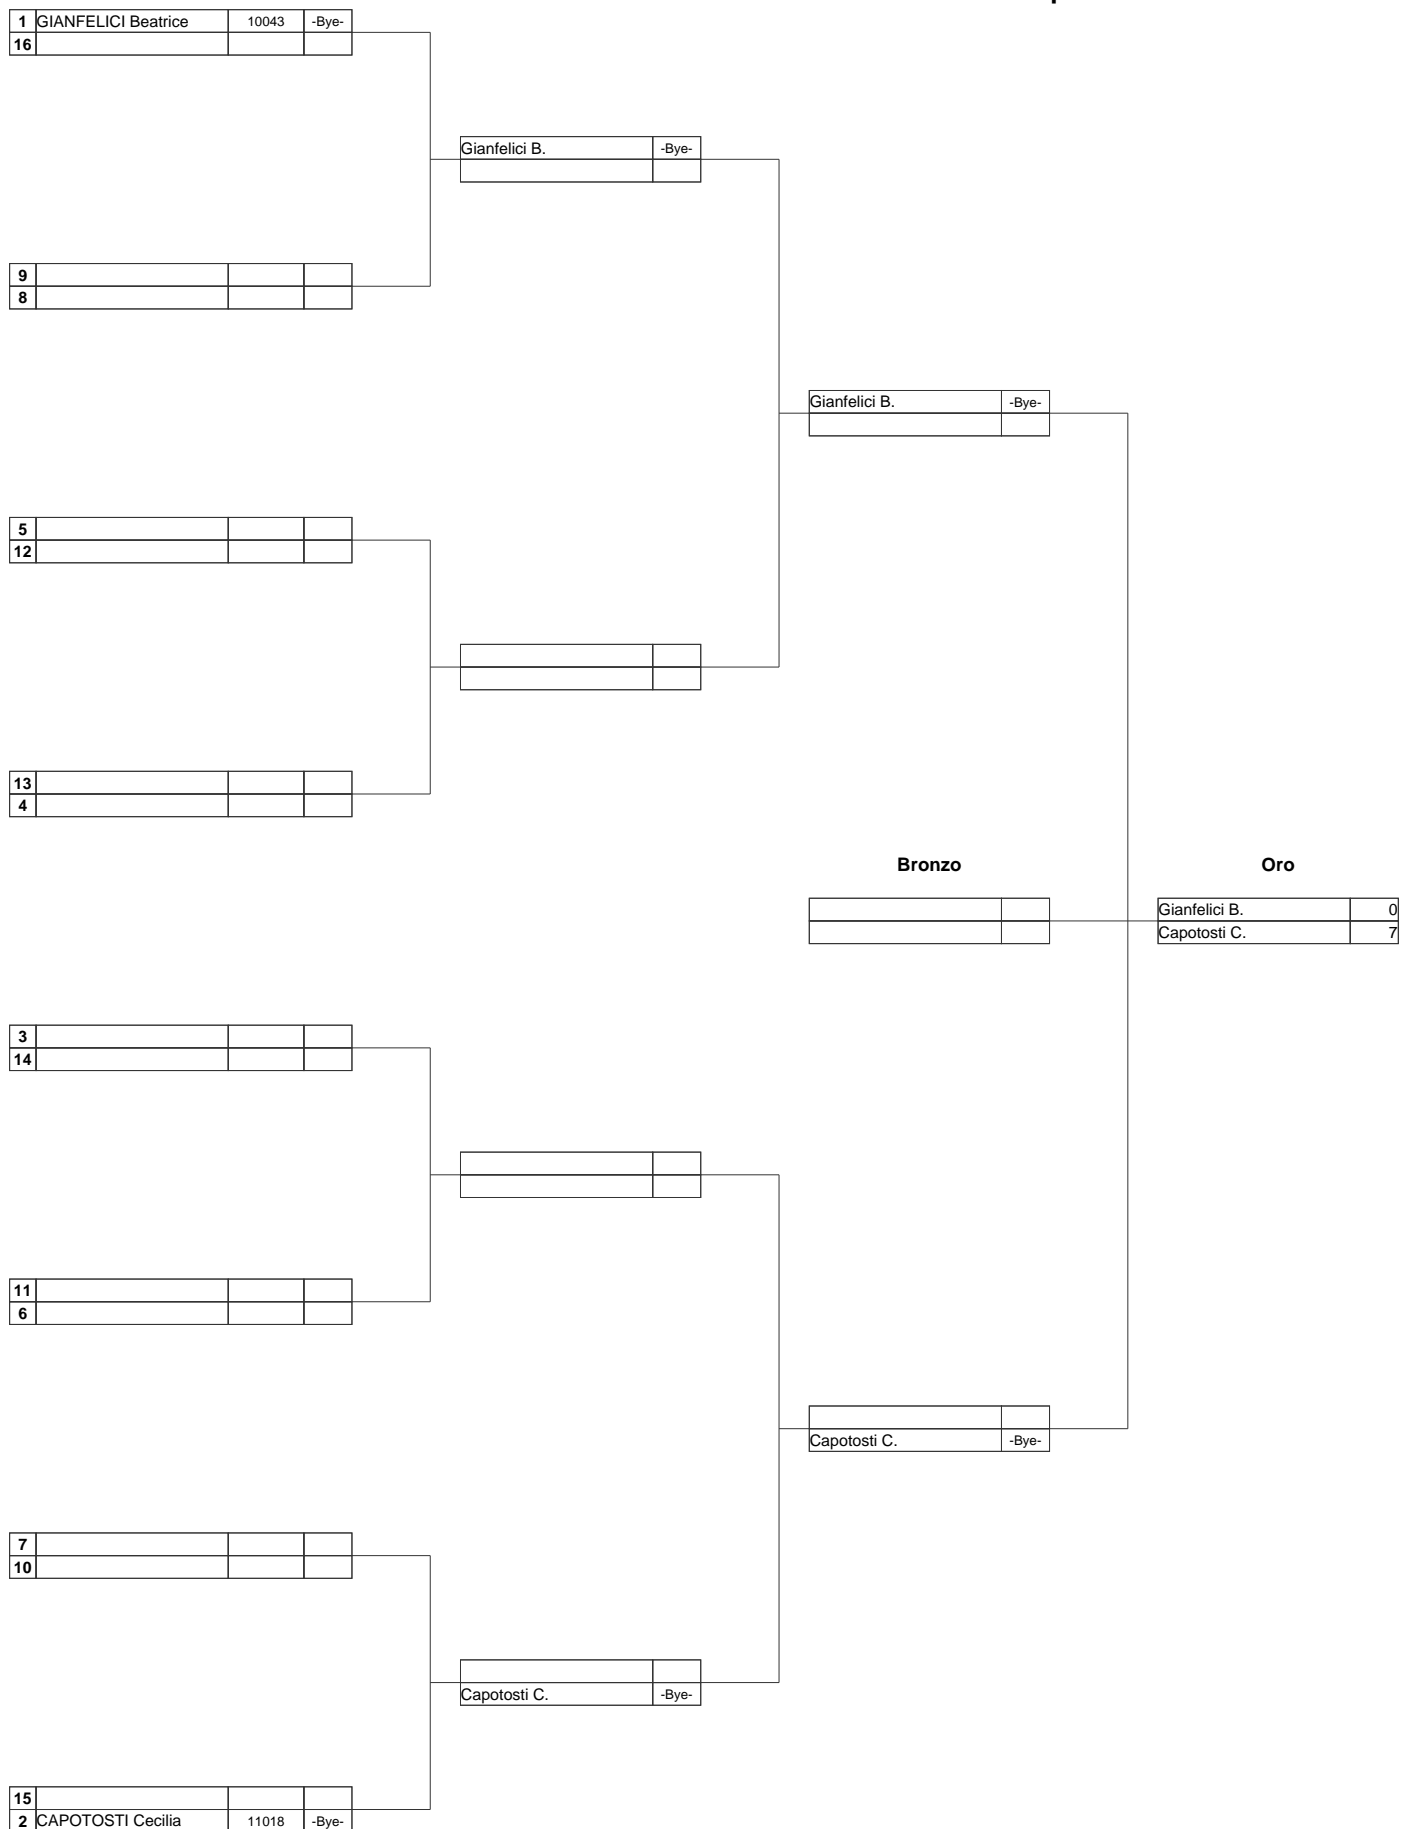 1 GIANFELICI Beatrice 10043 -Bye-
16
Gianfelici B. -Bye-
9
8
Gianfelici B. -Bye-
5
12
13
4
Bronzo Oro
Gianfelici B. 0
Capotosti C. 7
3
14
11
6
Capotosti C. -Bye-
7
10
Capotosti C. -Bye-
15
2 CAPOTOSTI Cecilia 11018 -Bye-